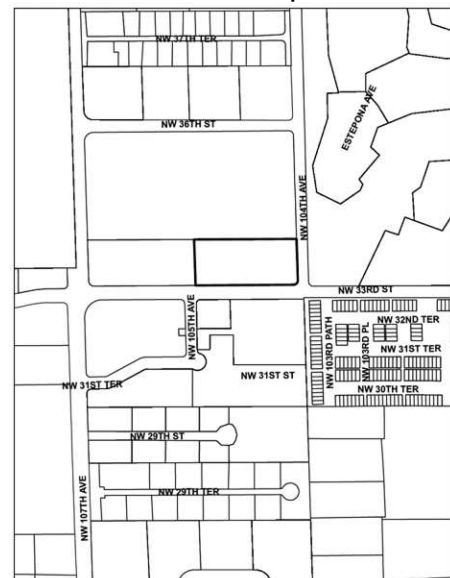 NW 37TH TER
NW 36TH ST
ESTEPONA AVE
NW 104TH AVE
NW 33RD ST
NW 105TH AVE
NW 32ND TER
NW 103RD PATH
NW 103RD PL
NW 31ST TER
NW 31ST ST
NW 31ST TER
NW 30TH TER
NW 29TH ST
NW 29TH TER
NW 107TH AVE